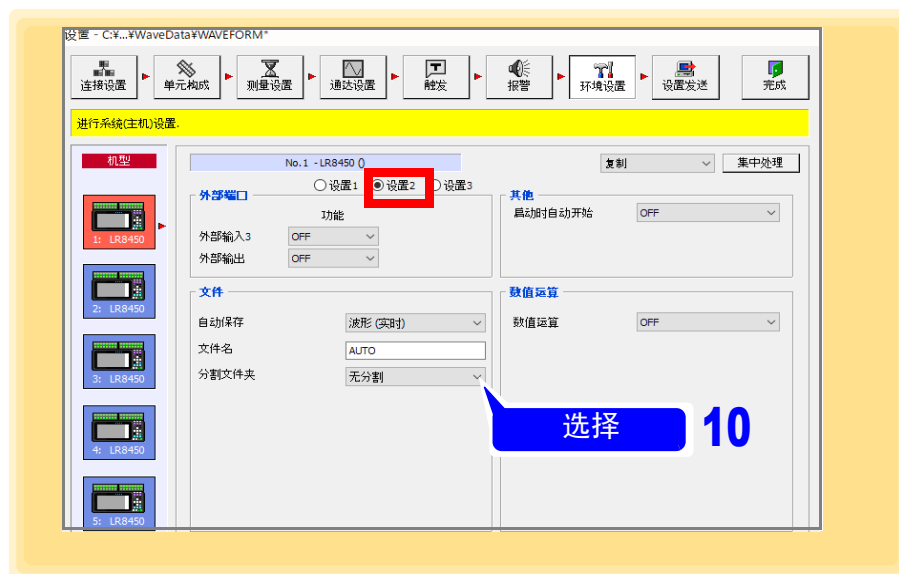 设置 - C:¥...¥WaveData¥WAVEFORM*
连接设置
单元构成
测量设置
通达设置
触发
报警
环境设置
设置发送
完成
进行系统(主机)设置.
机型
No.1 - LR8450 ()
复制
集中处理
设置1 设置2 设置3
外部端口
功能
外部输入3 OFF
外部输出 OFF
其他
启动时自动开始 OFF
文件
自动保存 波形 (实时)
文件名 AUTO
分割文件夹 无分割
数值运算
数值运算 OFF
1: LR8450
2: LR8450
3: LR8450
4: LR8450
5: LR8450
选择
10